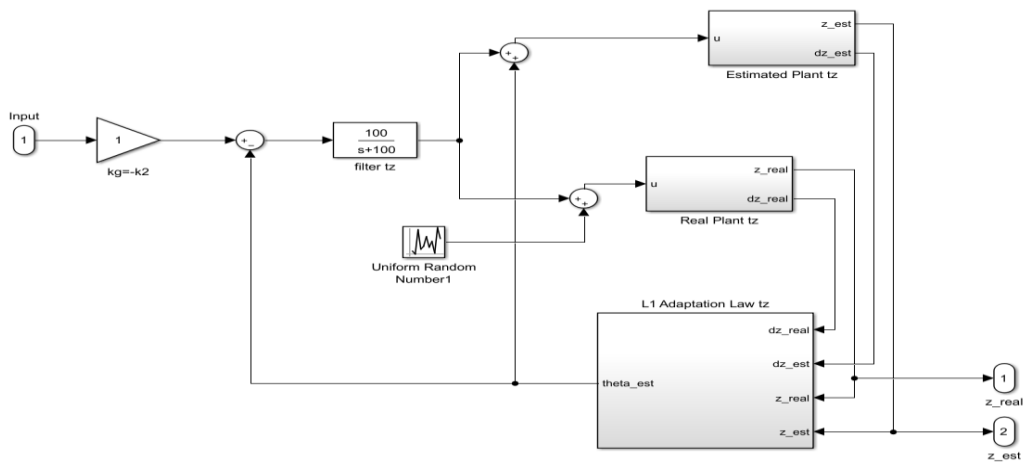 Input
1
1
kg=-k2
+
−
100
s+100
filter tz
+
+
u
z_est
dz_est
Estimated Plant tz
+
+
u
z_real
dz_real
Real Plant tz
Uniform Random
Number1
L1 Adaptation Law tz
theta_est
dz_real
dz_est
z_real
z_est
1
z_real
2
z_est